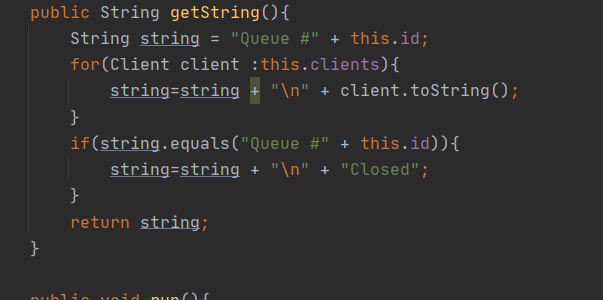 public String getString(){
String string = "Queue #" + this.id;
for(Client client :this.clients){
string=string + "\n" + client.toString();
}
if(string.equals("Queue #" + this.id)){
string=string + "\n" + "Closed";
}
return string;
}
public void run(){